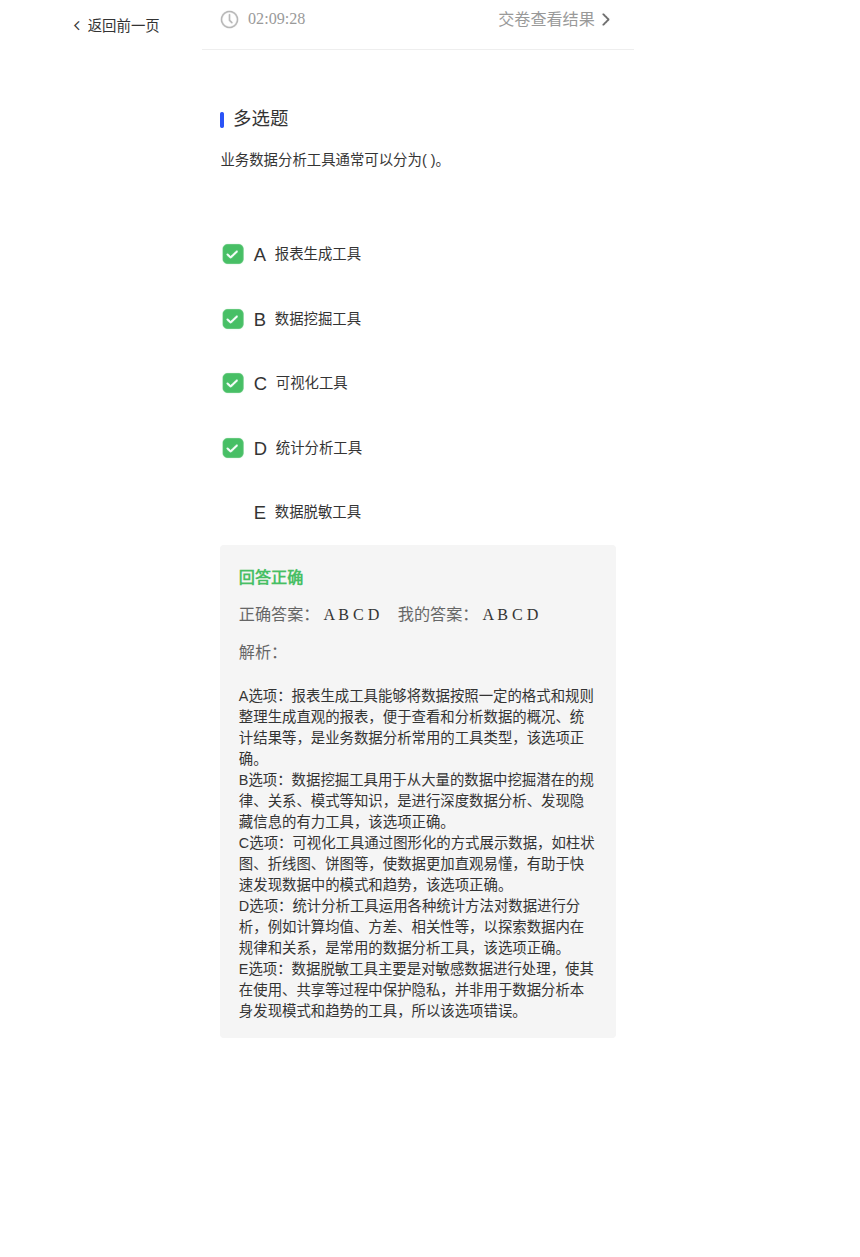 返回前一页
02:09:28
交卷查看结果
多选题
业务数据分析工具通常可以分为( )。
A 报表生成工具
B 数据挖掘工具
C 可视化工具
D 统计分析工具
E 数据脱敏工具
回答正确
正确答案： A B C D 我的答案： A B C D
解析：
A选项：报表生成工具能够将数据按照一定的格式和规则
整理生成直观的报表，便于查看和分析数据的概况、统
计结果等，是业务数据分析常用的工具类型，该选项正
确。
B选项：数据挖掘工具用于从大量的数据中挖掘潜在的规
律、关系、模式等知识，是进行深度数据分析、发现隐
藏信息的有力工具，该选项正确。
C选项：可视化工具通过图形化的方式展示数据，如柱状
图、折线图、饼图等，使数据更加直观易懂，有助于快
速发现数据中的模式和趋势，该选项正确。
D选项：统计分析工具运用各种统计方法对数据进行分
析，例如计算均值、方差、相关性等，以探索数据内在
规律和关系，是常用的数据分析工具，该选项正确。
E选项：数据脱敏工具主要是对敏感数据进行处理，使其
在使用、共享等过程中保护隐私，并非用于数据分析本
身发现模式和趋势的工具，所以该选项错误。